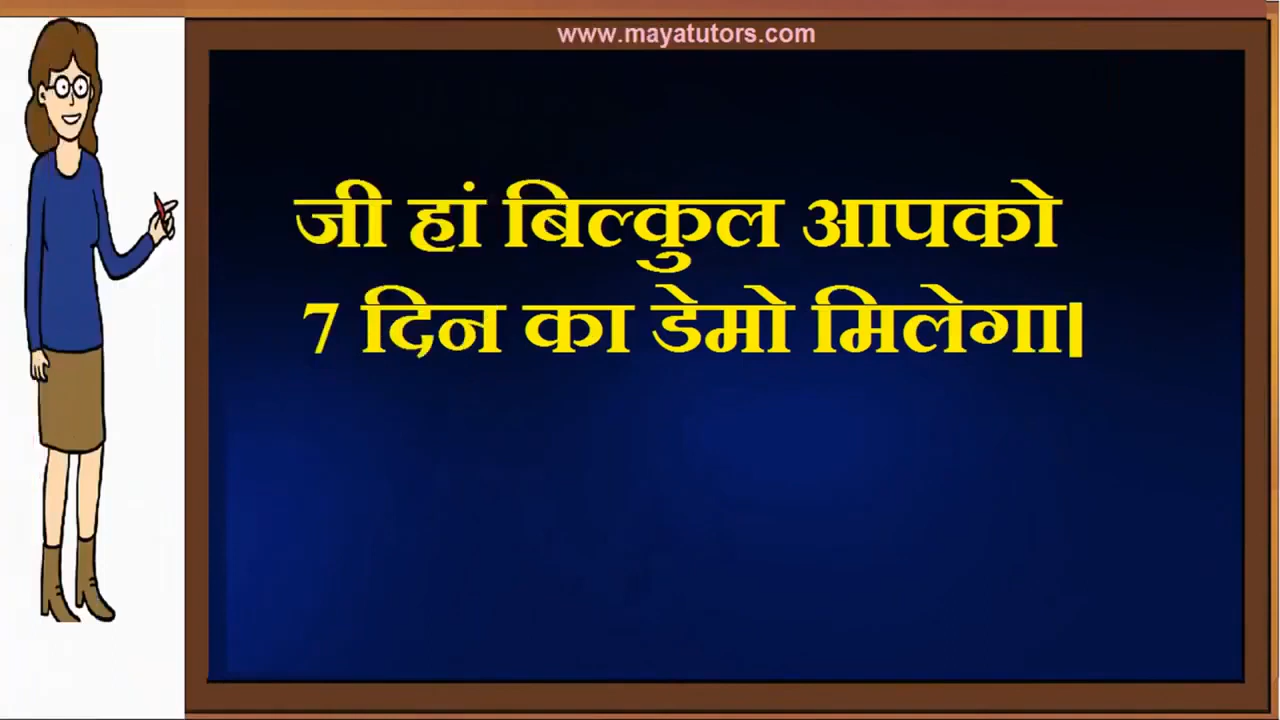 www.mayatutors.com
जी हां बिल्कुल आपको
7 दिन का डेमो मिलेगा।